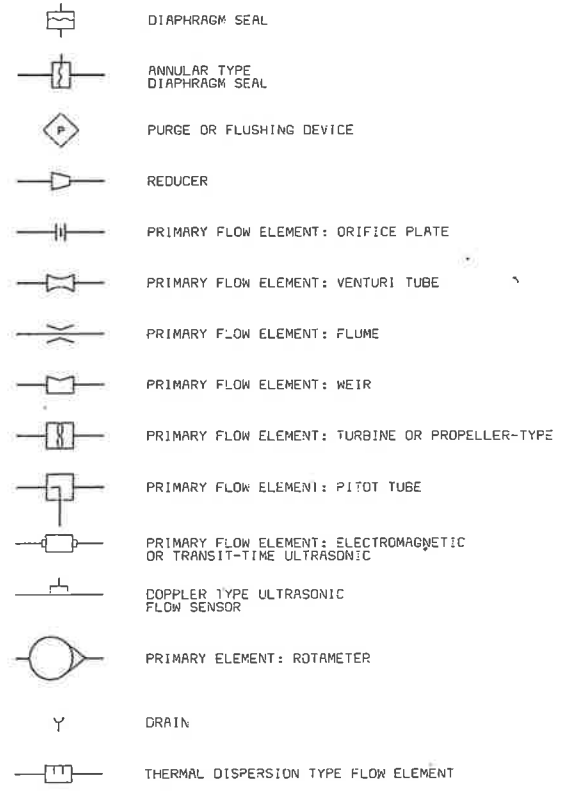 DIAPHRAGM SEAL
ANNULAR TYPE
DIAPHRAGM SEAL
P
PURGE OR FLUSHING DEVICE
REDUCER
PRIMARY FLOW ELEMENT: ORIFICE PLATE
PRIMARY FLOW ELEMENT: VENTURI TUBE
PRIMARY FLOW ELEMENT: FLUME
PRIMARY FLOW ELEMENT: WEIR
PRIMARY FLOW ELEMENT: TURBINE OR PROPELLER-TYPE
PRIMARY FLOW ELEMENT: PITOT TUBE
PRIMARY FLOW ELEMENT: ELECTROMAGNETIC
OR TRANSIT-TIME ULTRASONIC
DOPPLER TYPE ULTRASONIC
FLOW SENSOR
PRIMARY ELEMENT: ROTAMETER
DRAIN
THERMAL DISPERSION TYPE FLOW ELEMENT